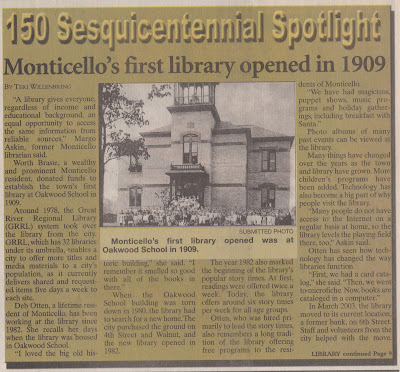 150 Sesquicentennial Spotlight
Monticello's first library opened in 1909
BY TERI WILLENBRING
"A library gives everyone,
regardless of income and
educational background, an
equal opportunity to access
the same information from
reliable sources," Margo
Askin, former Monticello
librarian said.
Worth Brasie, a wealthy
and prominent Monticello
resident, donated funds to
establish the town's first
library at Oakwood School in
1909.
Around 1978, the Great
River Regional Library
(GRRL) system took over
the library from the city.
GRRL, which has 32 libraries
under its umbrella, enables a
city to offer more titles and
media materials to a city's
population, as it currently
delivers shared and request-
ed items five days a week to
each site.
Deb Otten, a lifetime resi-
dent of Monticello, has been
working at the library since
1982. She recalls her days
when the library was housed
in Oakwood School.
"I loved the big old his-
SUBMITTED PHOTO
Monticello's first library opened was at
Oakwood School in 1909.
toric building," she said. "I
remember it smelled so good
with all of the books in
there."
When the Oakwood
School building was torn
down in 1980, the library had
to search for a new home. The
city purchased the ground on
4th Street and Walnut, and
the new library opened in
1982.
The year 1982 also marked
the beginning of the library's
popular story times. At first,
readings were offered twice a
week. Today, the library
offers around six story times
per week for all age groups.
Otten, who was hired pri-
marily to lead the story times,
also remembers a long tradi-
tion of the library offering
free programs to the resi-
dents of Monticello.
"We have had magicians,
puppet shows, music pro-
grams and holiday gather-
ings, including breakfast with
Santa."
Photo albums of many
past events can be viewed at
the library.
Many things have changed
over the years as the town
and library have grown. More
children's programs have
been added. Technology has
also become a big part of why
people visit the library.
"Many people do not have
access to the Internet on a
regular basis at home, so the
library levels the playing field
there, too," Askin said.
Otten has seen how tech-
nology has changed the way
libraries function.
"First, we had a card cata-
log," she said "Then, we went
to microfiche. Now, books are
cataloged in a computer."
In March 2003, the library
moved to its current location,
a former bank, on 6th Street.
Staff and volunteers from the
city helped with the move.
LIBRARY continued Page